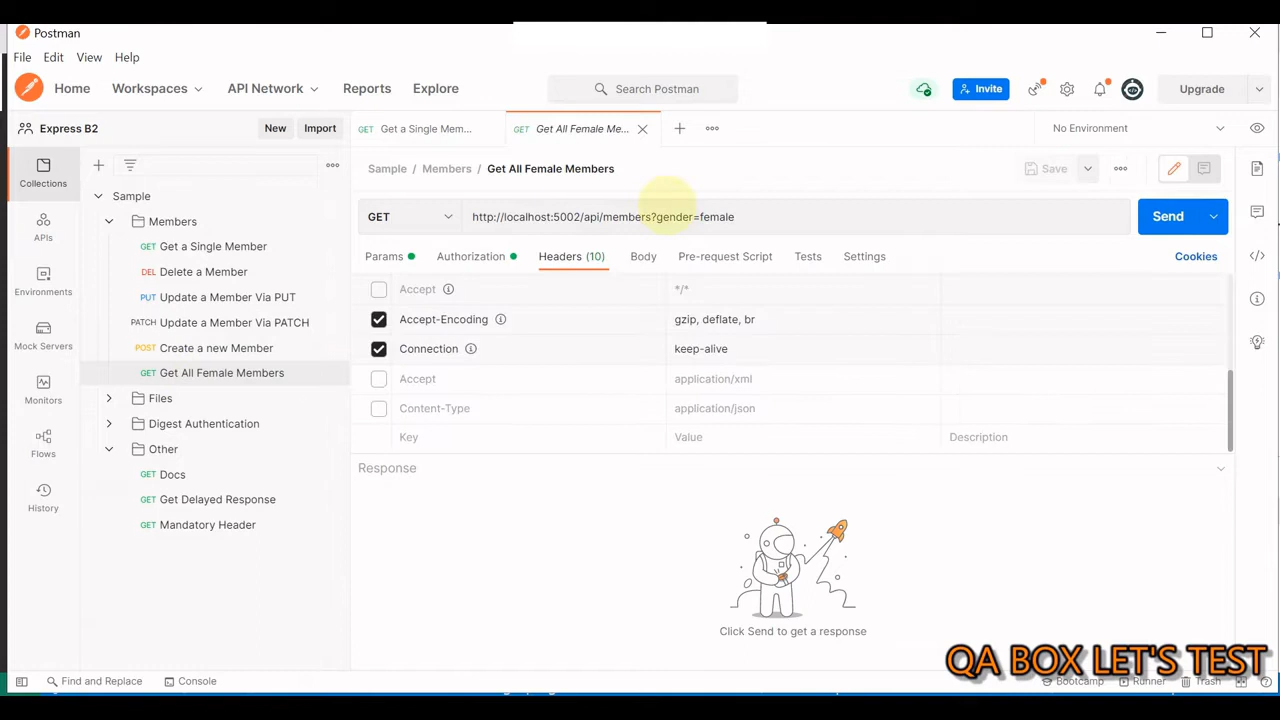 Postman
File Edit View Help
Home Workspaces API Network Reports Explore Search Postman Invite Upgrade
Express B2 New Import GET Get a Single Mem... GET Get All Female Me... No Environment
Collections
APIs
Environments
Mock Servers
Monitors
Flows
History
Sample
Members
GET Get a Single Member
DEL Delete a Member
PUT Update a Member Via PUT
PATCH Update a Member Via PATCH
POST Create a new Member
GET Get All Female Members
Files
Digest Authentication
Other
GET Docs
GET Get Delayed Response
GET Mandatory Header
Sample / Members / Get All Female Members Save
GET http://localhost:5002/api/members?gender=female Send
Params Authorization Headers (10) Body Pre-request Script Tests Settings Cookies
Accept */*
Accept-Encoding gzip, deflate, br
Connection keep-alive
Accept application/xml
Content-Type application/json
Key Value Description
Response
Click Send to get a response
QA BOX LET'S TEST
Find and Replace Console Bootcamp Runner Trash